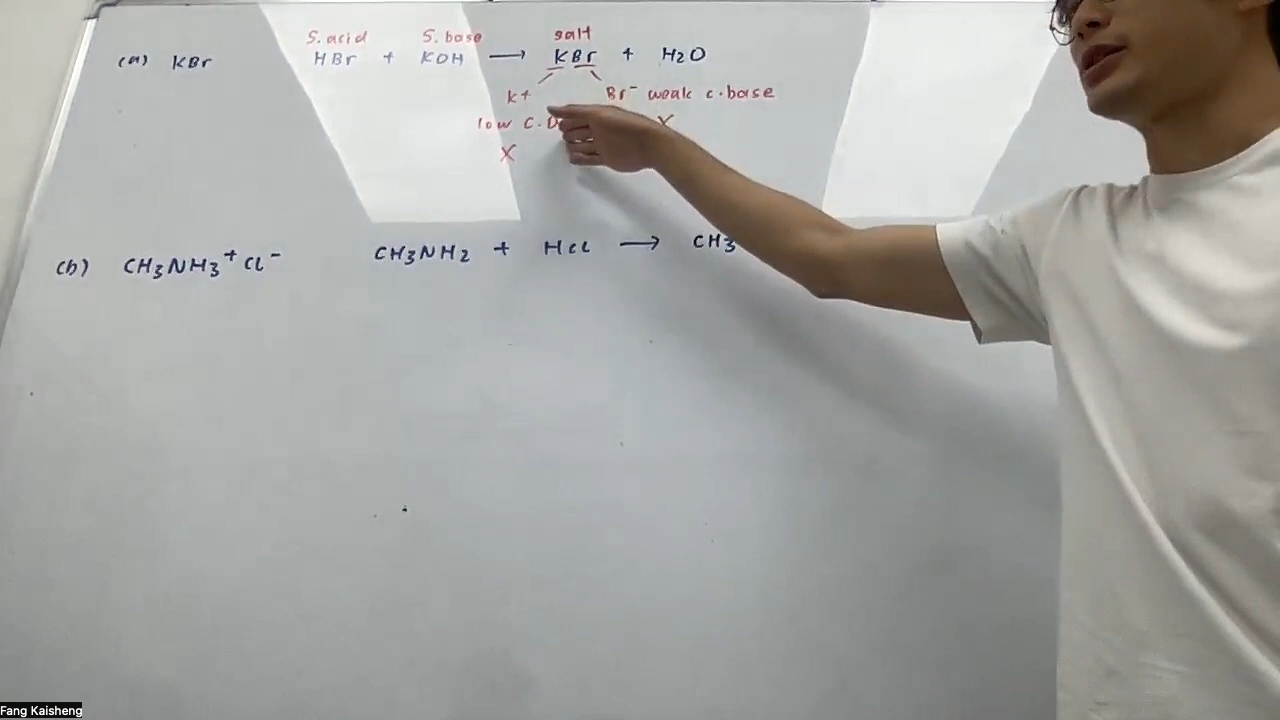 S.acid S.base salt
(a) KBr HBr + KOH → KBr + H2O
K+ Br⁻ weak c.base
low C.D X
X
(b) CH3NH3⁺Cl⁻ CH3NH2 + HCl → CH3
Fang Kaisheng